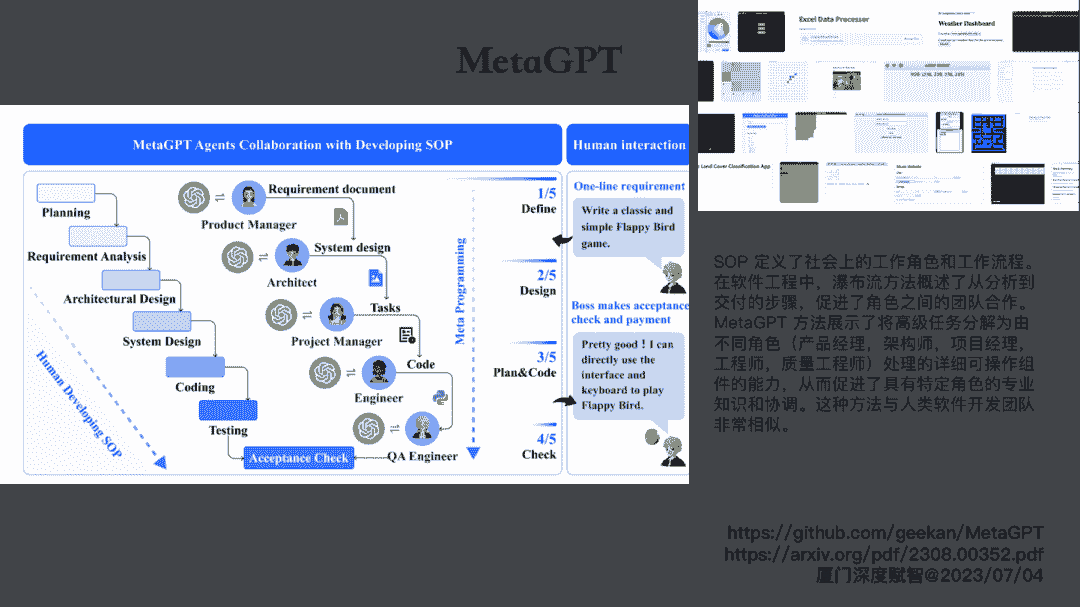 MetaGPT
Excel Data Processor
Weather Dashboard
Land Cover Classification App
MetaGPT Agents Collaboration with Developing SOP
Human interaction
Planning
Requirement Analysis
Architectural Design
System Design
Coding
Testing
Acceptance Check
Human Developing SOP
Requirement document
Product Manager
System design
Architect
Tasks
Project Manager
Code
Engineer
QA Engineer
Meta Programming
1/5
Define
2/5
Design
3/5
Plan&Code
4/5
Check
One-line requirement
Write a classic and
simple Flappy Bird
game.
Boss makes acceptance
check and payment
Pretty good ! I can
directly use the
interface and
keyboard to play
Flappy Bird.
SOP 定义了社会上的工作角色和工作流程。
在软件工程中，瀑布流方法概述了从分析到
交付的步骤，促进了角色之间的团队合作。
MetaGPT 方法展示了将高级任务分解为由
不同角色（产品经理，架构师，项目经理，
工程师，质量工程师）处理的详细可操作组
件的能力，从而促进了具有特定角色的专业
知识和协调。这种方法与人类软件开发团队
非常相似。
https://github.com/geekan/MetaGPT
https://arxiv.org/pdf/2308.00352.pdf
厦门深度赋智@2023/07/04